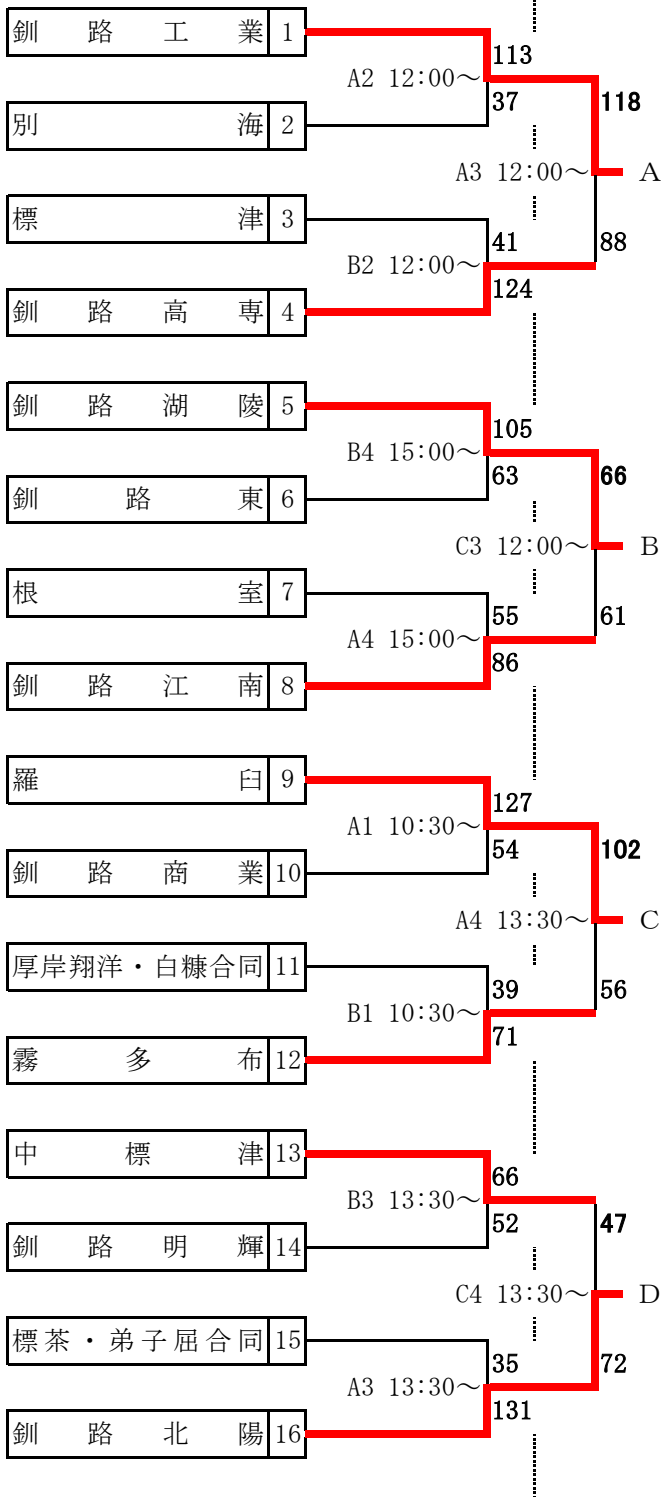 釧路工業 1
113
A2 12:00～
37
118
別海 2
A3 12:00～ A
標津 3
41
88
B2 12:00～
124
釧路高専 4
釧路湖陵 5
105
B4 15:00～
63
66
釧路東 6
C3 12:00～ B
根室 7
55
61
A4 15:00～
86
釧路江南 8
羅臼 9
127
A1 10:30～
54
102
釧路商業 10
A4 13:30～ C
厚岸翔洋・白糠合同 11
39
56
B1 10:30～
71
霧多布 12
中標津 13
66
B3 13:30～
52
47
釧路明輝 14
C4 13:30～ D
標茶・弟子屈合同 15
35
72
A3 13:30～
131
釧路北陽 16